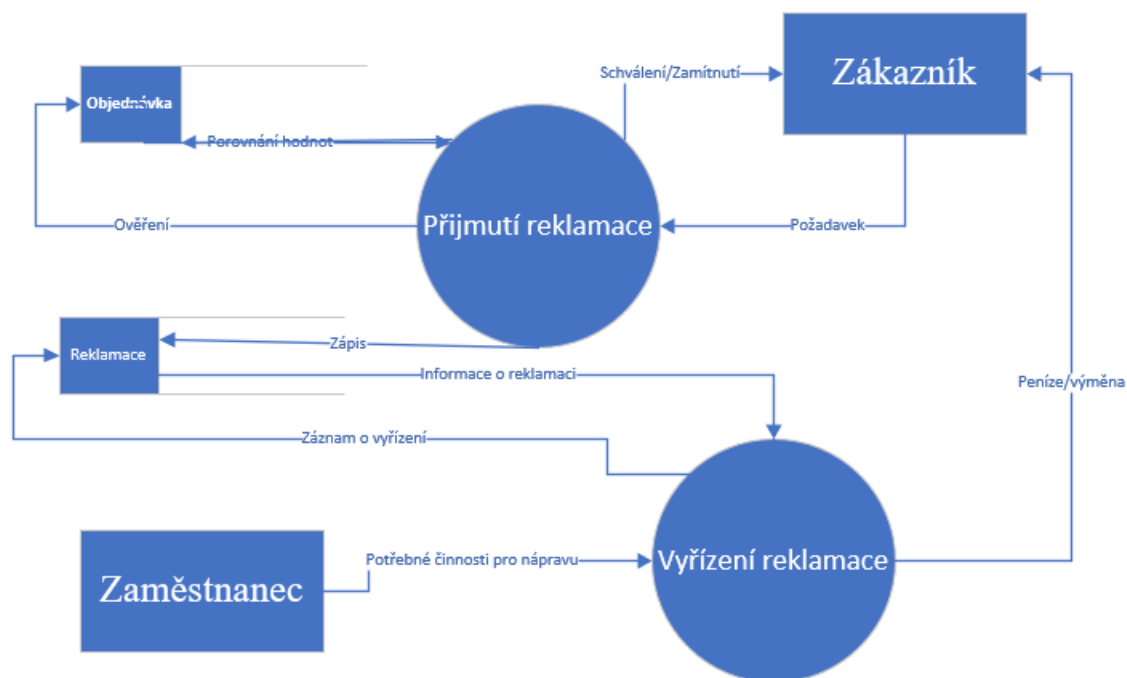 Schválení/Zamítnutí
Zákazník
Objednávka
Porovnání hodnot
Přijmutí reklamace
Ověření
Požadavek
Zápis
Reklamace
Informace o reklamaci
Peníze/výměna
Záznam o vyřízení
Potřebné činnosti pro nápravu
Vyřízení reklamace
Zaměstnanec